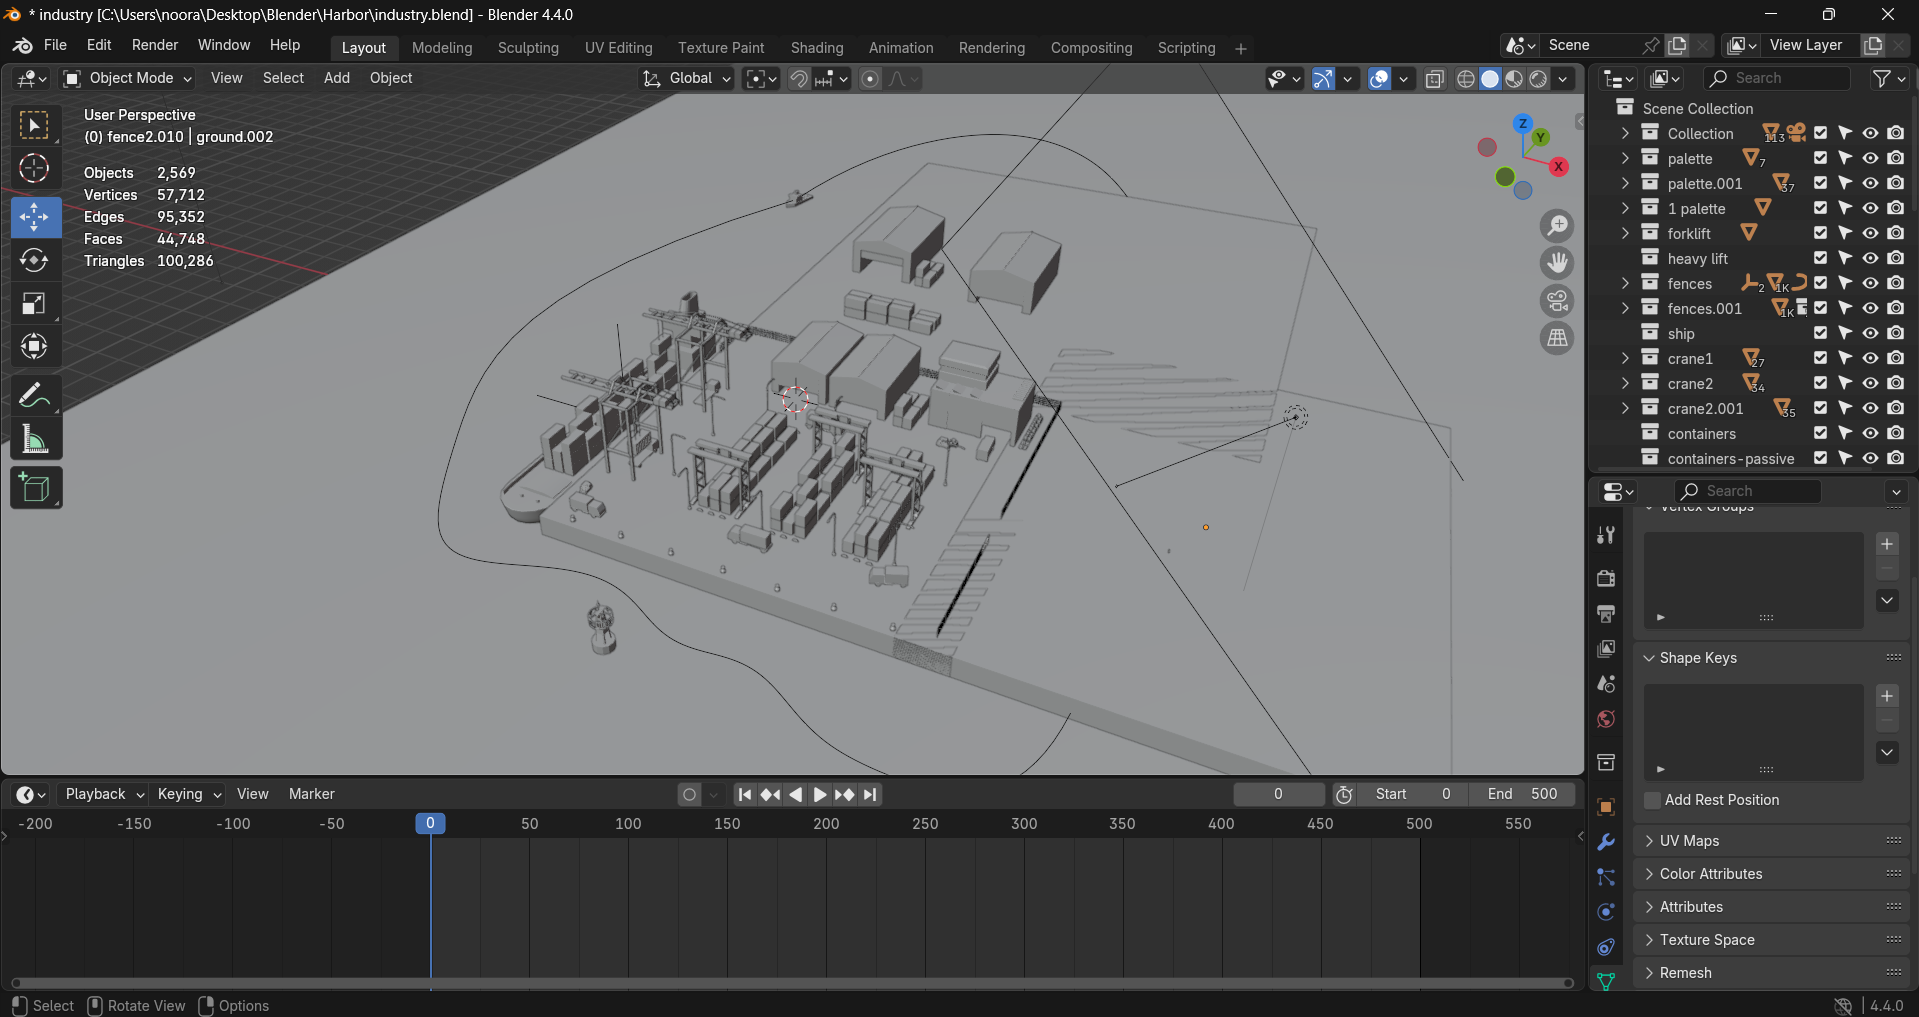 * industry [C:\Users\noora\Desktop\Blender\Harbor\industry.blend] - Blender 4.4.0
File Edit Render Window Help Layout Modeling Sculpting UV Editing Texture Paint Shading Animation Rendering Compositing Scripting + Scene View Layer
Object Mode View Select Add Object Global Search
User Perspective
(0) fence2.010 | ground.002
Objects 2,569
Vertices 57,712
Edges 95,352
Faces 44,748
Triangles 100,286
Z
Y
X
Scene Collection
Collection 113
palette 7
palette.001 37
1 palette
forklift
heavy lift
fences 2 1K
fences.001 1K
ship
crane1 27
crane2 34
crane2.001 35
containers
containers-passive
Search
Vertex Groups
Shape Keys
Add Rest Position
UV Maps
Color Attributes
Attributes
Texture Space
Remesh
Playback Keying View Marker 0 Start 0 End 500
-200 -150 -100 -50 0 50 100 150 200 250 300 350 400 450 500 550
Select Rotate View Options 4.4.0